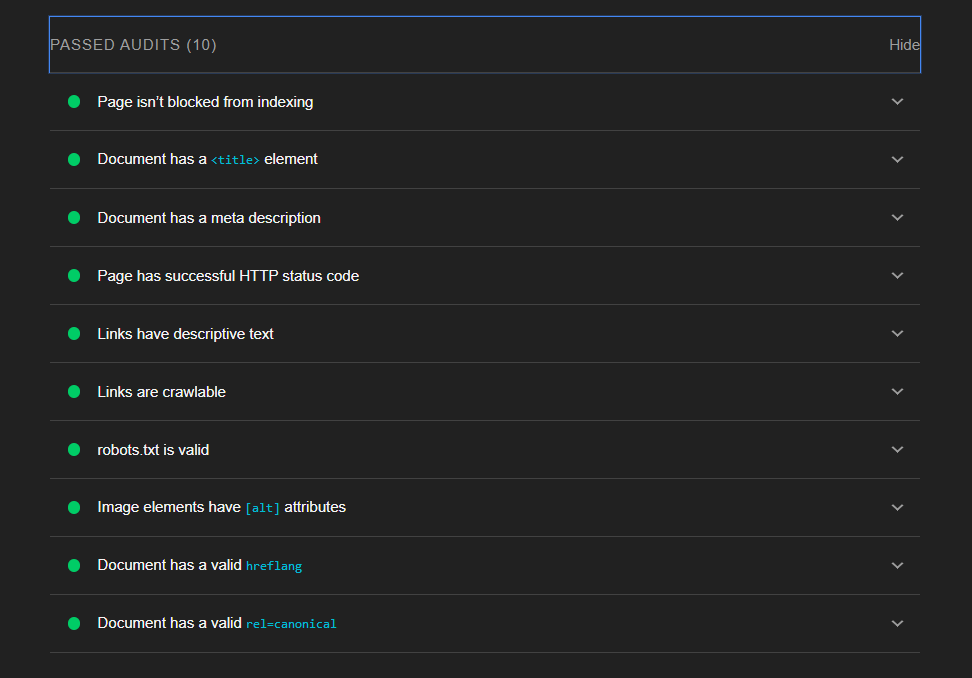 PASSED AUDITS (10) Hide
Page isn’t blocked from indexing
Document has a <title> element
Document has a meta description
Page has successful HTTP status code
Links have descriptive text
Links are crawlable
robots.txt is valid
Image elements have [alt] attributes
Document has a valid hreflang
Document has a valid rel=canonical